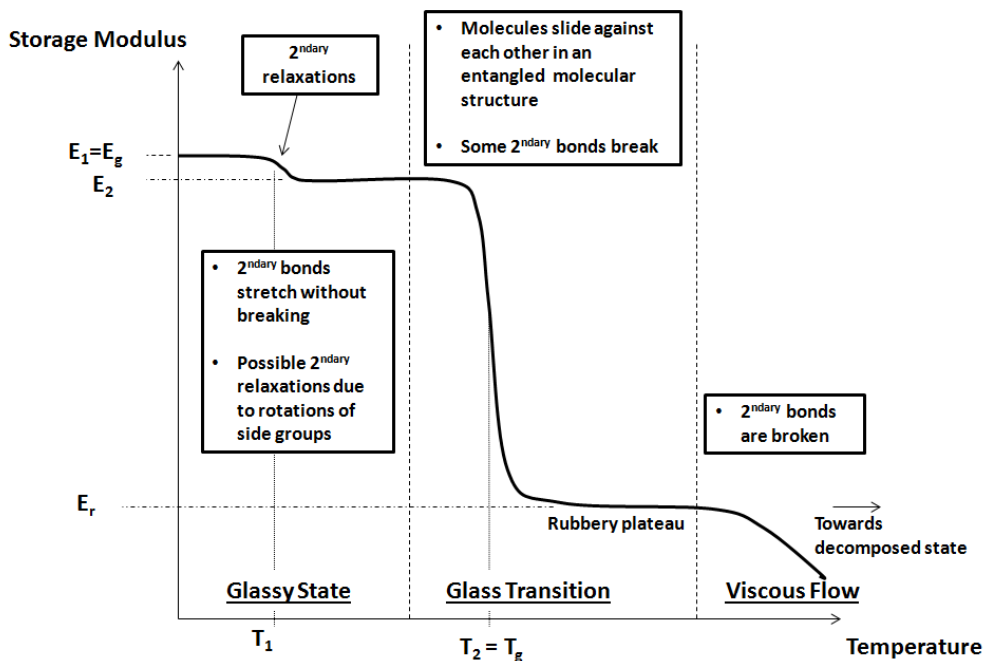 Storage Modulus
2ndary
relaxations
• Molecules slide against
each other in an
entangled molecular
structure
• Some 2ndary bonds break
E1=Eg
E2
• 2ndary bonds
stretch without
breaking
• Possible 2ndary
relaxations due
to rotations of
side groups
• 2ndary bonds
are broken
Er
Rubbery plateau
Towards
decomposed state
Glassy State
Glass Transition
Viscous Flow
T1
T2 = Tg
Temperature